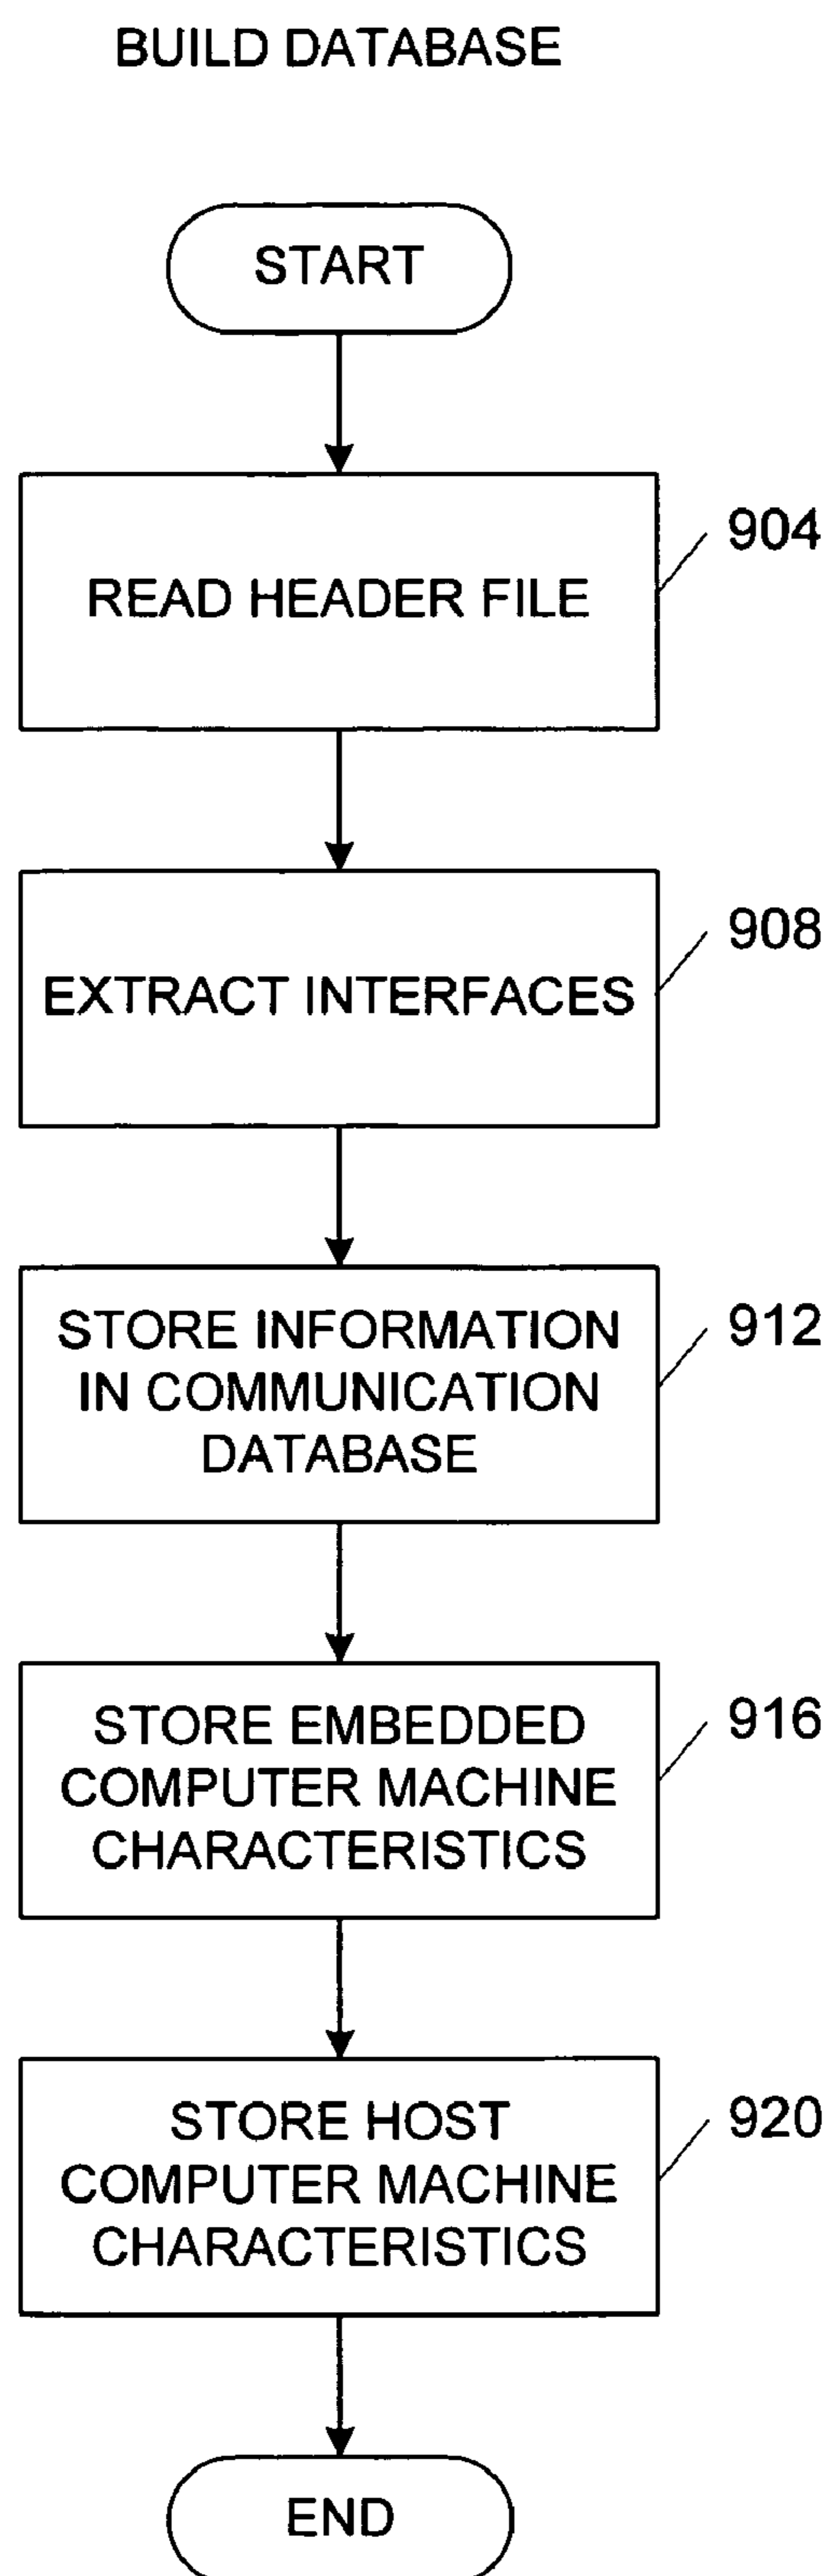 BUILD DATABASE
START
904
READ HEADER FILE
908
EXTRACT INTERFACES
912
STORE INFORMATION
IN COMMUNICATION
DATABASE
916
STORE EMBEDDED
COMPUTER MACHINE
CHARACTERISTICS
920
STORE HOST
COMPUTER MACHINE
CHARACTERISTICS
END